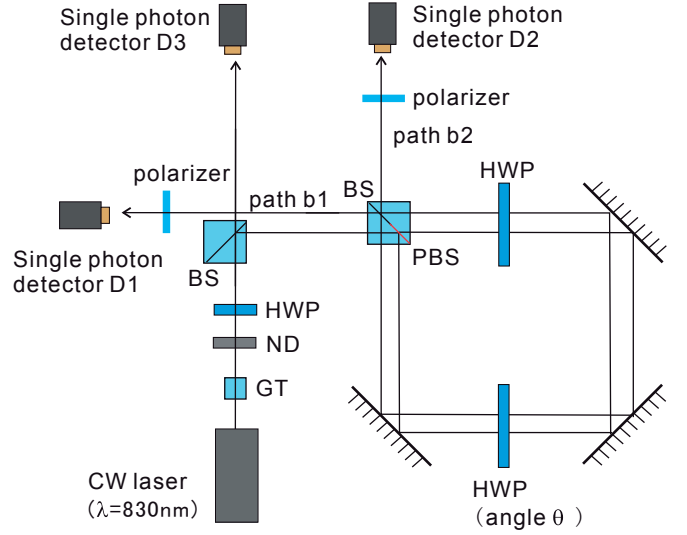 Single photon
detector D3
Single photon
detector D2
polarizer
path b2
HWP
polarizer
path b1
BS
Single photon
detector D1
BS
PBS
HWP
ND
GT
CW laser
(λ=830nm)
HWP
(angle θ )